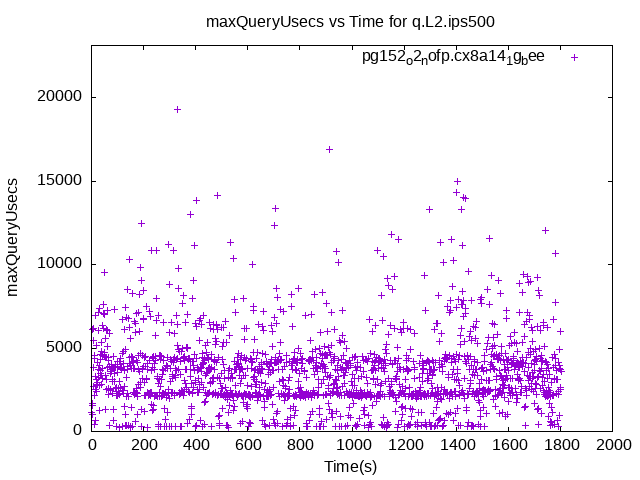 maxQueryUsecs vs Time for q.L2.ips500
pg152_o2_nofp.cx8a14_1g_bee
20000
15000
10000
5000
0
maxQueryUsecs
0 200 400 600 800 1000 1200 1400 1600 1800 2000
Time(s)